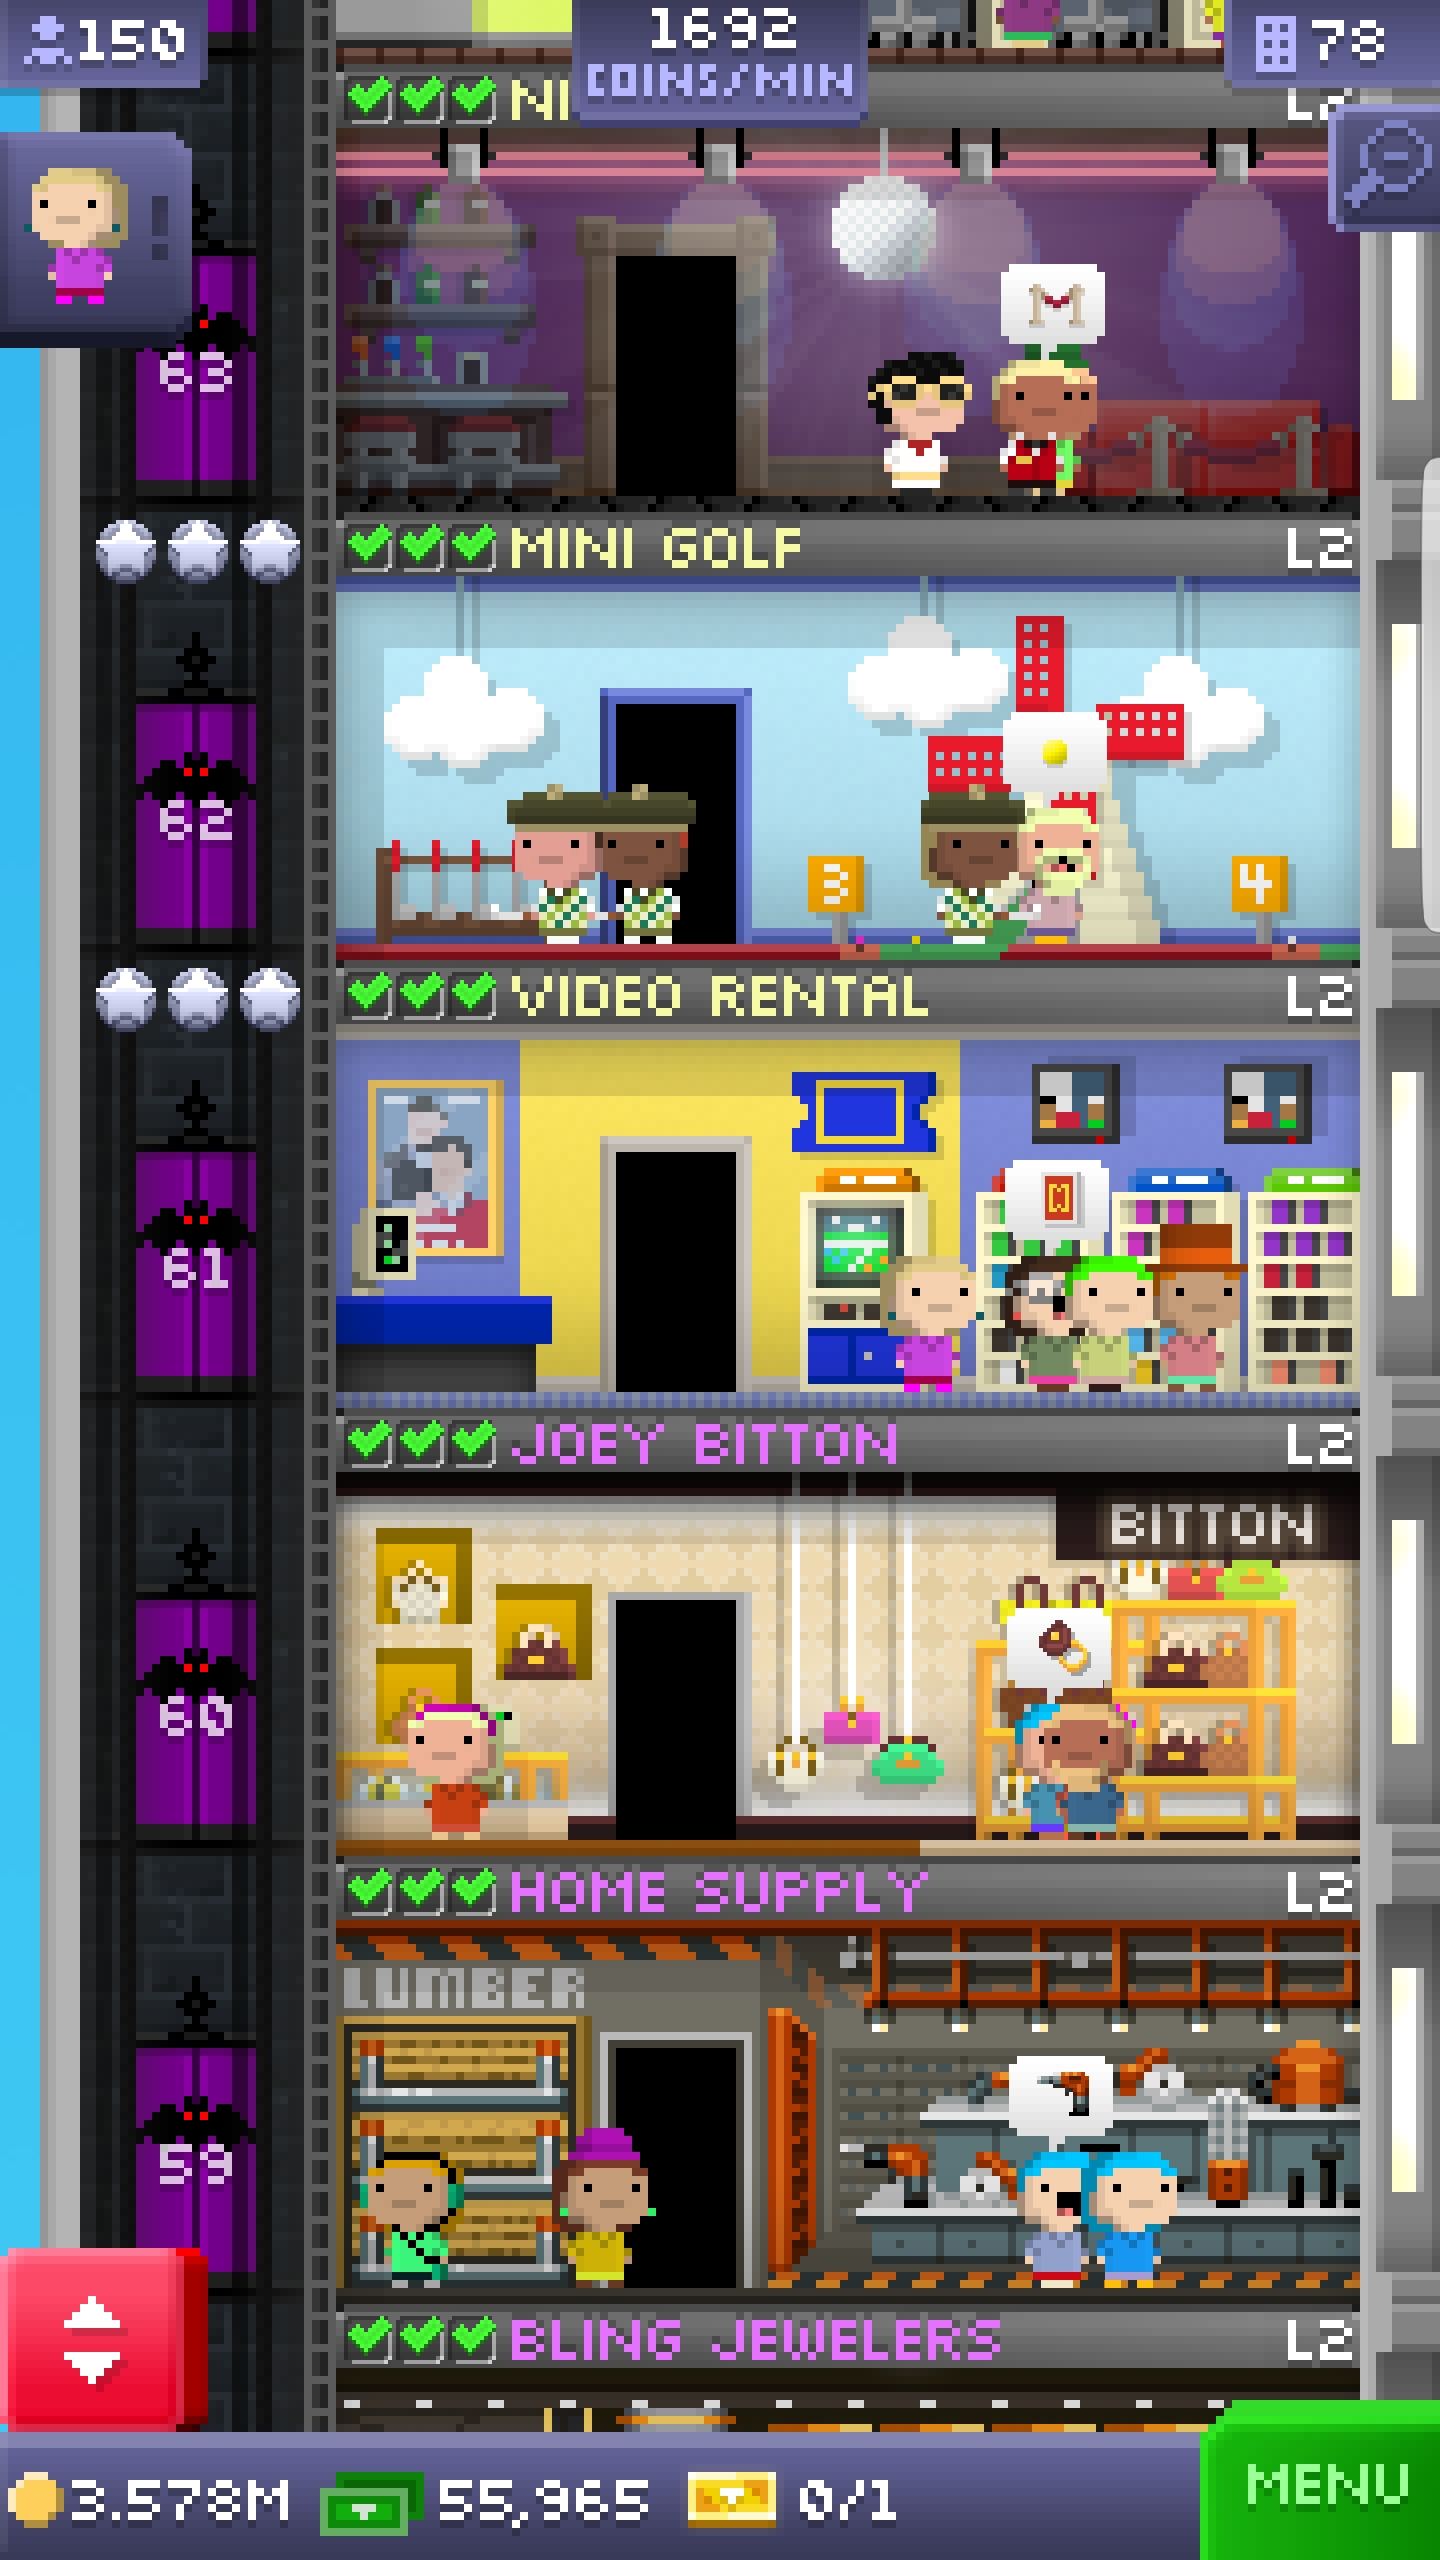 150
1692
COINS/MIN
78
NI
63
MINI GOLF L2
62
3
4
VIDEO RENTAL L2
61
JOEY BITTON L2
BITTON
60
HOME SUPPLY L2
LUMBER
59
BLING JEWELERS L2
3.578M 55,965 0/1
MENU